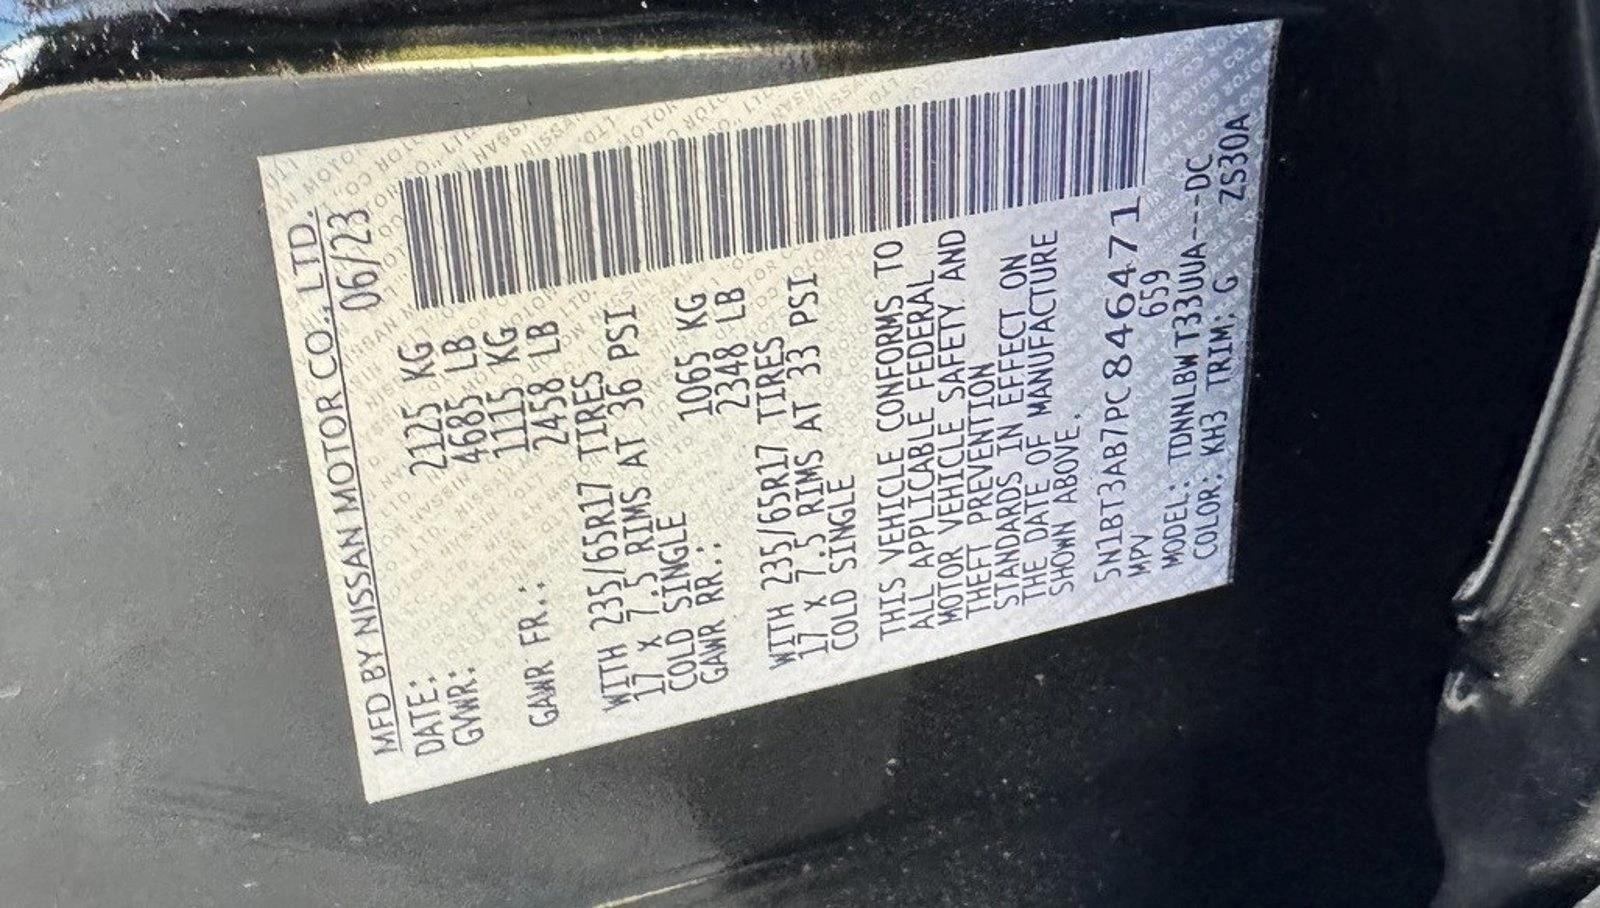 MFD BY NISSAN MOTOR CO., LTD.
DATE: 06/23
GVWR: 2125 KG
4685 LB
1115 KG
GAWR FR.: 2458 LB
WITH 235/65R17 TIRES
17 X 7.5 RIMS AT 36 PSI
COLD SINGLE
GAWR RR.: 1065 KG
2348 LB
WITH 235/65R17 TIRES
17 X 7.5 RIMS AT 33 PSI
COLD SINGLE
THIS VEHICLE CONFORMS TO
ALL APPLICABLE FEDERAL
MOTOR VEHICLE SAFETY AND
THEFT PREVENTION
STANDARDS IN EFFECT ON
THE DATE OF MANUFACTURE
SHOWN ABOVE.
5N1BT3AB7PC846471
MPV 659
MODEL: TDNNLBWT33UUA---DC
COLOR: KH3 TRIM: G ZS30A